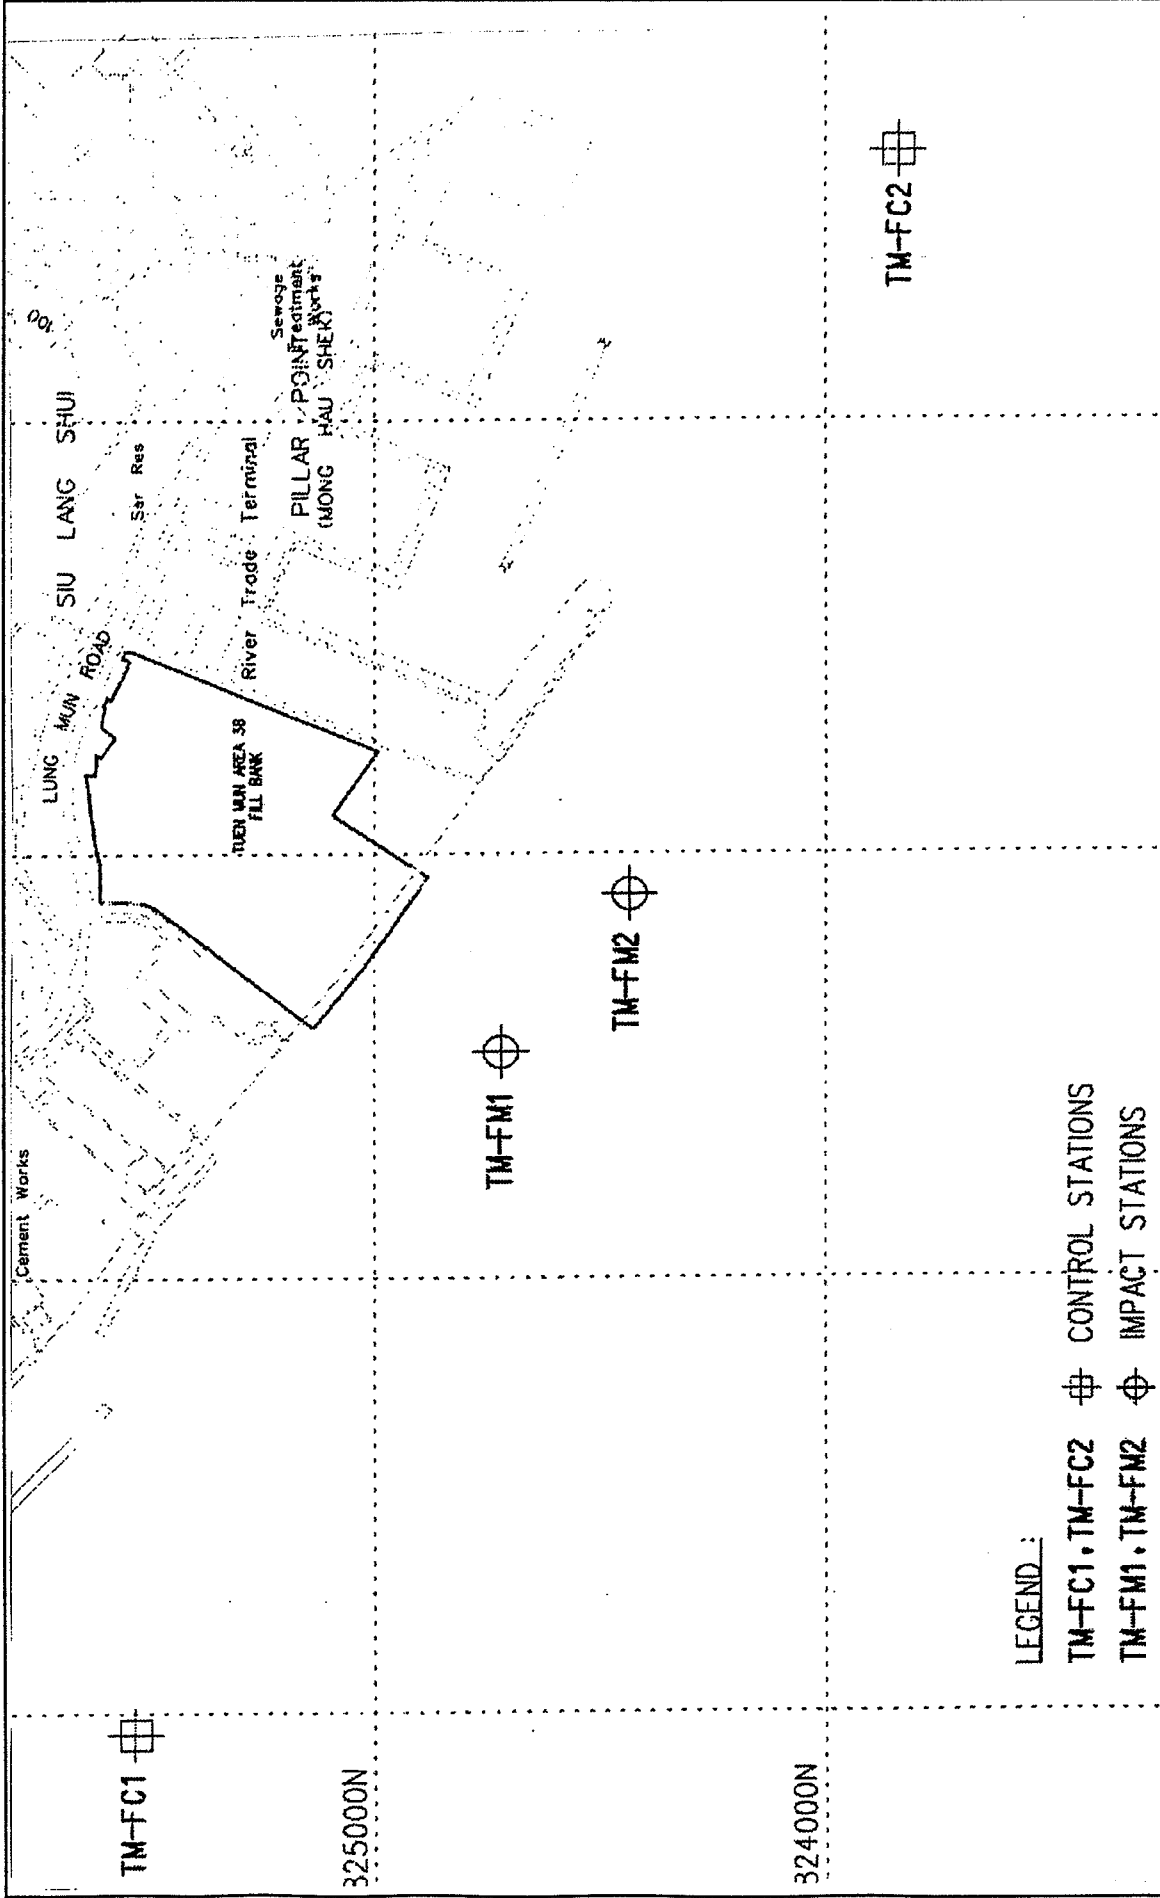 100
SIU LANG SHUI
Ser Res
LUNG MUN ROAD
Sewage
Treatment
Works
PILLAR POINT
(MONG HAU SHEK)
River Trade Terminal
TUEN MUN AREA 38
FILL BANK
Cement Works
TM-FC1
325000N
TM-FM1
TM-FM2
TM-FC2
324000N
LEGEND :
TM-FC1,TM-FC2 CONTROL STATIONS
TM-FM1,TM-FM2 IMPACT STATIONS